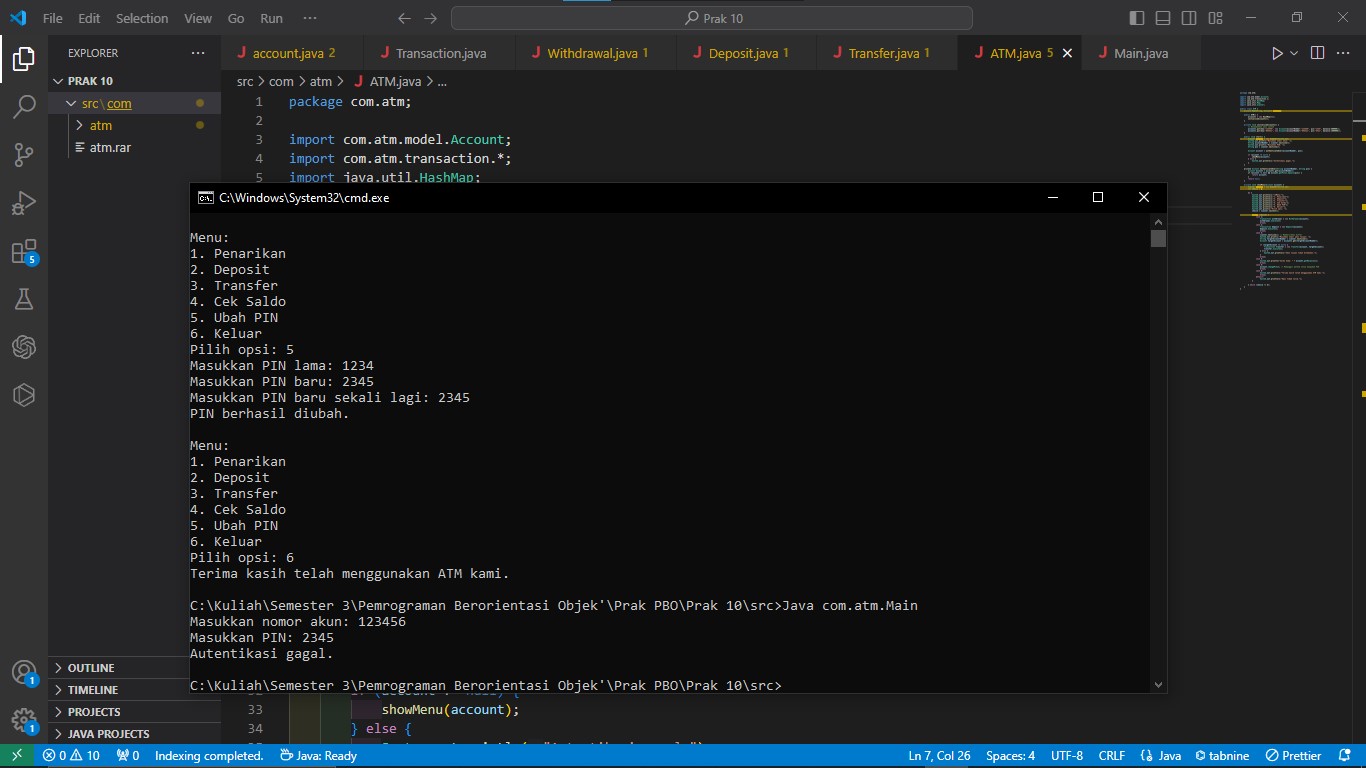 File Edit Selection View Go Run ··· Prak 10
EXPLORER ···
account.java 2 Transaction.java Withdrawal.java 1 Deposit.java 1 Transfer.java 1 ATM.java 5 Main.java
PRAK 10
src > com > atm > ATM.java > ...
src\com
atm
atm.rar
1 package com.atm;
2
3 import com.atm.model.Account;
4 import com.atm.transaction.*;
5 import java.util.HashMap;
C:\Windows\System32\cmd.exe
Menu:
1. Penarikan
2. Deposit
3. Transfer
4. Cek Saldo
5. Ubah PIN
6. Keluar
Pilih opsi: 5
Masukkan PIN lama: 1234
Masukkan PIN baru: 2345
Masukkan PIN baru sekali lagi: 2345
PIN berhasil diubah.
Menu:
1. Penarikan
2. Deposit
3. Transfer
4. Cek Saldo
5. Ubah PIN
6. Keluar
Pilih opsi: 6
Terima kasih telah menggunakan ATM kami.
C:\Kuliah\Semester 3\Pemrograman Berorientasi Objek'\Prak PBO\Prak 10\src>Java com.atm.Main
Masukkan nomor akun: 123456
Masukkan PIN: 2345
Autentikasi gagal.
C:\Kuliah\Semester 3\Pemrograman Berorientasi Objek'\Prak PBO\Prak 10\src>
33 showMenu(account);
34 } else {
OUTLINE
TIMELINE
PROJECTS
JAVA PROJECTS
5
1
1
0 10 0 Indexing completed. Java: Ready Ln 7, Col 26 Spaces: 4 UTF-8 CRLF {} Java tabnine Prettier